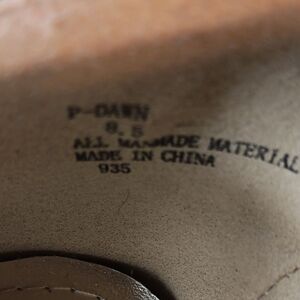 P-DAWN
8.5
ALL MANMADE MATERIAL
MADE IN CHINA
935